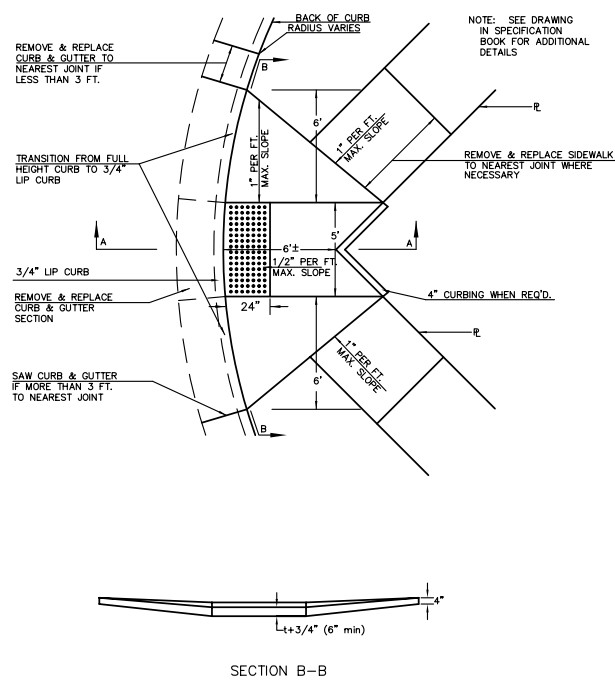 BACK OF CURB
RADIUS VARIES
NOTE: SEE DRAWING
IN SPECIFICATION
BOOK FOR ADDITIONAL
DETAILS
REMOVE & REPLACE
CURB & GUTTER TO
NEAREST JOINT IF
LESS THAN 3 FT.
B
6'
1" PER FT.
MAX. SLOPE
1" PER FT.
MAX. SLOPE
PL
TRANSITION FROM FULL
HEIGHT CURB TO 3/4"
LIP CURB
REMOVE & REPLACE SIDEWALK
TO NEAREST JOINT WHERE
NECESSARY
A
5'
6'±
A
1/2" PER FT.
MAX. SLOPE
3/4" LIP CURB
REMOVE & REPLACE
CURB & GUTTER
SECTION
24"
4" CURBING WHEN REQ'D.
PL
1" PER FT.
MAX. SLOPE
6'
SAW CURB & GUTTER
IF MORE THAN 3 FT.
TO NEAREST JOINT
B
4"
t+3/4" (6" min)
SECTION B-B